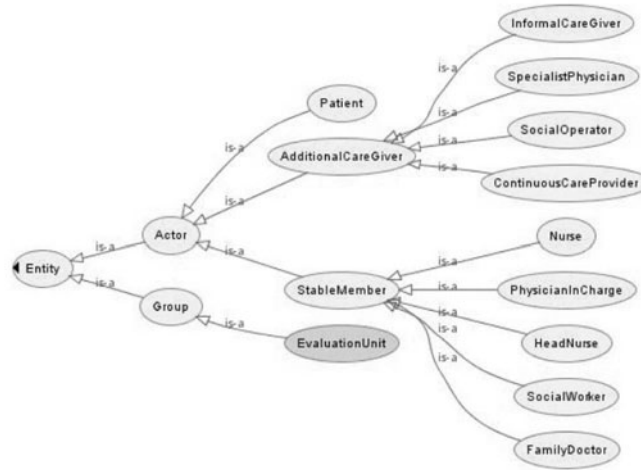 InformalCareGiver
is-a
SpecialistPhysician
Patient
is-a
is-a
SocialOperator
is-a
AdditionalCareGiver
is-a
is-a
ContinuousCareProvider
Actor
Nurse
is-a
is-a
is-a
Entity
StableMember
is-a
PhysicianInCharge
is-a
Group
is-a
is-a
EvaluationUnit
is-a
HeadNurse
is-a
SocialWorker
FamilyDoctor